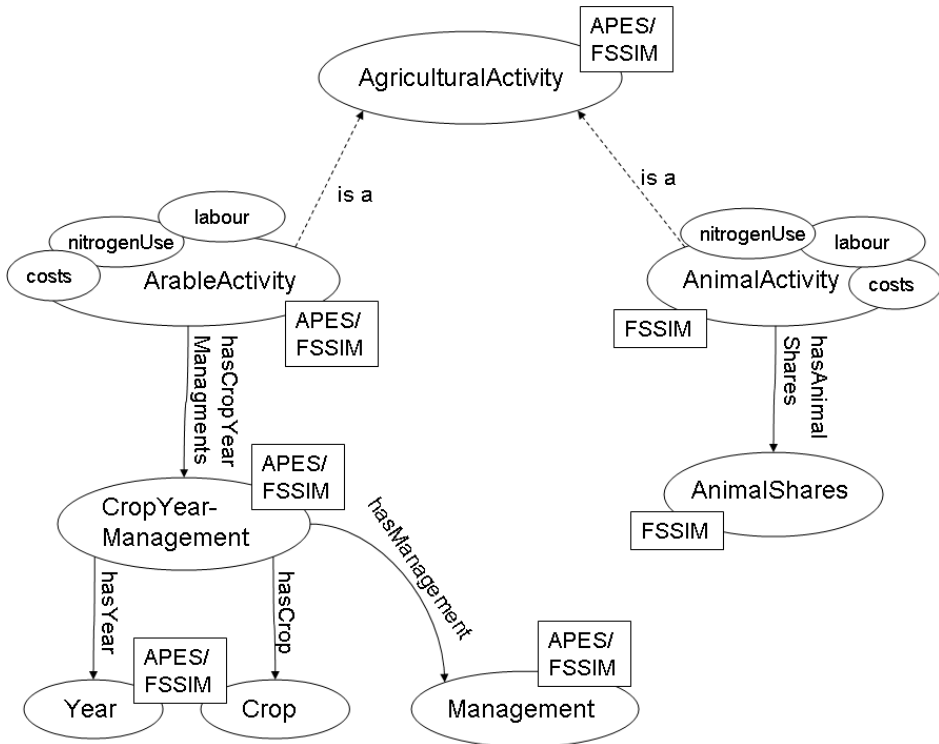 APES/
FSSIM
AgriculturalActivity
is a
is a
labour
nitrogenUse
costs
ArableActivity
APES/
FSSIM
nitrogenUse
labour
AnimalActivity
costs
FSSIM
hasCropYear
Managments
hasAnimal
Shares
APES/
FSSIM
CropYear-
Management
AnimalShares
FSSIM
hasManagement
hasYear
hasCrop
APES/
FSSIM
Year
Crop
APES/
FSSIM
Management